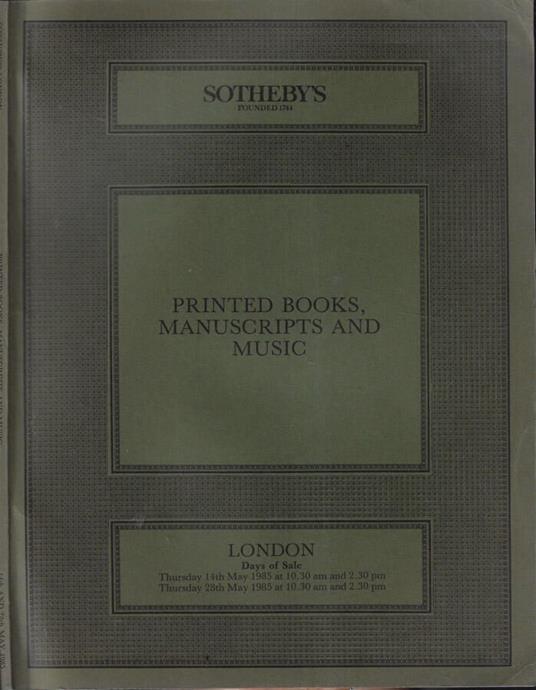 SOTHEBY'S
FOUNDED 1744
PRINTED BOOKS,
MANUSCRIPTS AND
MUSIC
LONDON
Days of Sale
Thursday 14th May 1985 at 10.30 am and 2.30 pm
Thursday 28th May 1985 at 10.30 am and 2.30 pm